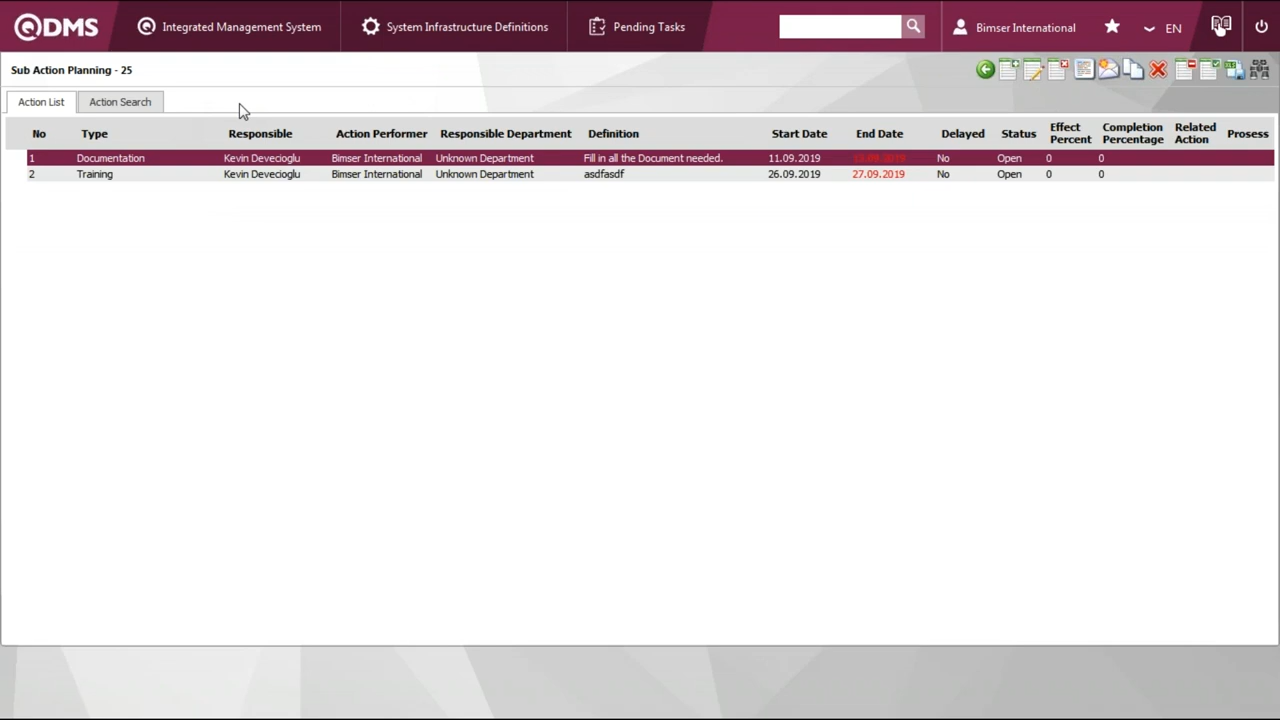 QDMS Integrated Management System System Infrastructure Definitions Pending Tasks Bimser International EN
Sub Action Planning - 25
Action List Action Search
No Type Responsible Action Performer Responsible Department Definition Start Date End Date Delayed Status Effect Percent Completion Percentage Related Action Prosess
1 Documentation Kevin Devecioglu Bimser International Unknown Department Fill in all the Document needed. 11.09.2019 No Open 0 0
2 Training Kevin Devecioglu Bimser International Unknown Department asdfasdf 26.09.2019 27.09.2019 No Open 0 0